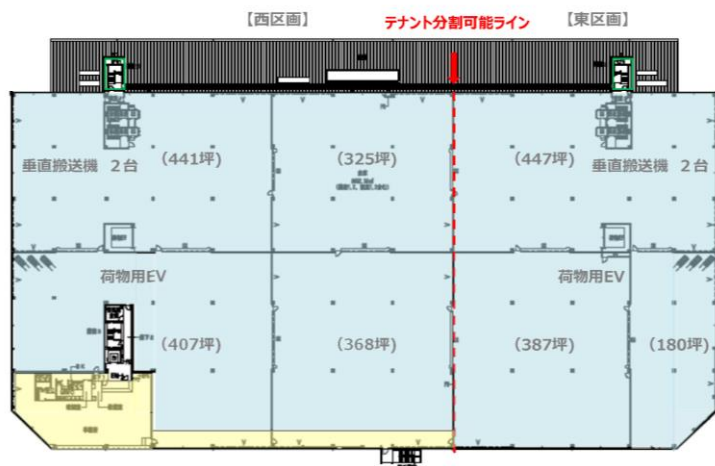 【西区画】
テナント分割可能ライン
【東区画】
(441坪)
(325坪)
(447坪)
垂直搬送機 2台
垂直搬送機 2台
荷物用EV
荷物用EV
(407坪)
(368坪)
(387坪)
(180坪)